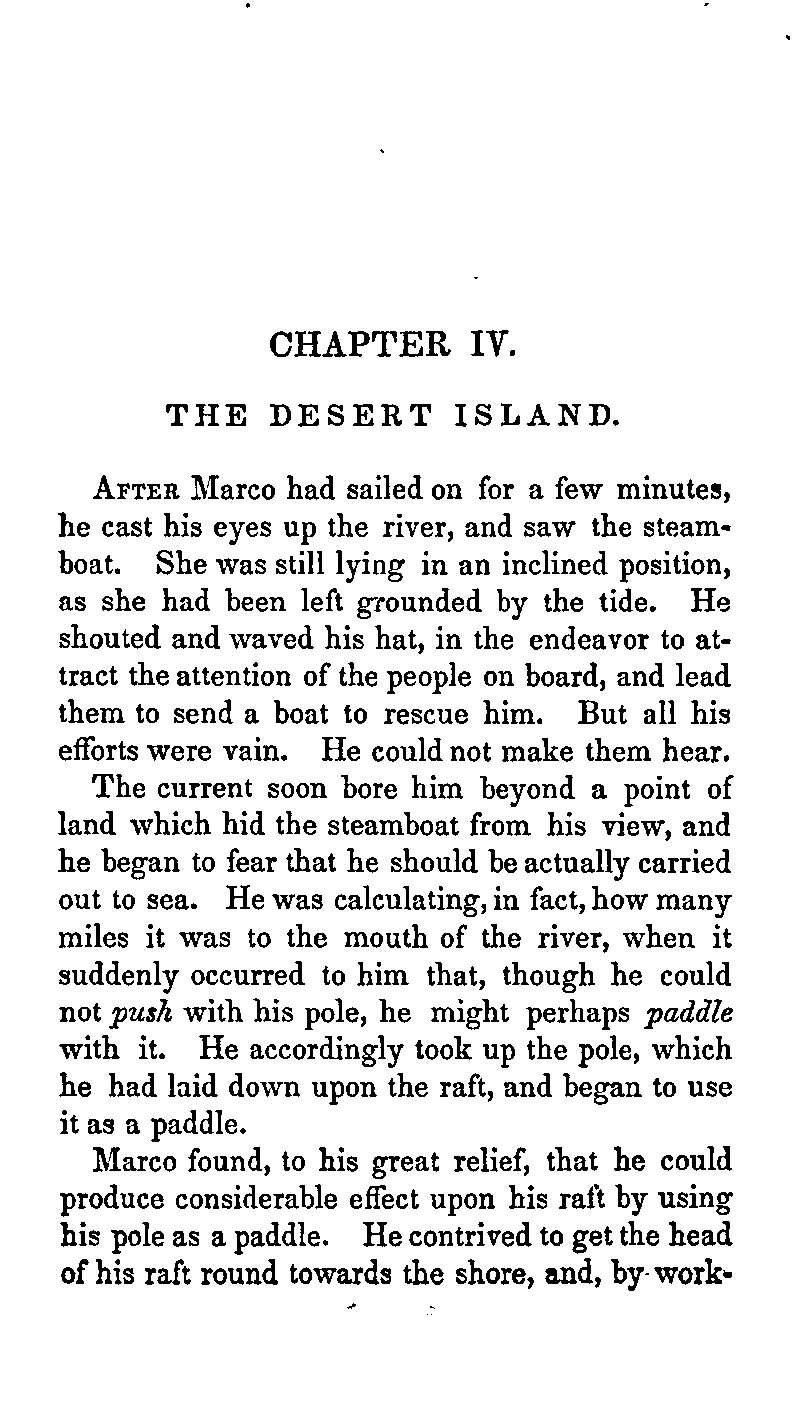 CHAPTER IV.
THE DESERT ISLAND.
AFTER Marco had sailed on for a few minutes,
he cast his eyes up the river, and saw the steam-
boat. She was still lying in an inclined position,
as she had been left grounded by the tide. He
shouted and waved his hat, in the endeavor to at-
tract the attention of the people on board, and lead
them to send a boat to rescue him. But all his
efforts were vain. He could not make them hear.
The current soon bore him beyond a point of
land which hid the steamboat from his view, and
he began to fear that he should be actually carried
out to sea. He was calculating, in fact, how many
miles it was to the mouth of the river, when it
suddenly occurred to him that, though he could
not push with his pole, he might perhaps paddle
with it. He accordingly took up the pole, which
he had laid down upon the raft, and began to use
it as a paddle.
Marco found, to his great relief, that he could
produce considerable effect upon his raft by using
his pole as a paddle. He contrived to get the head
of his raft round towards the shore, and, by work-